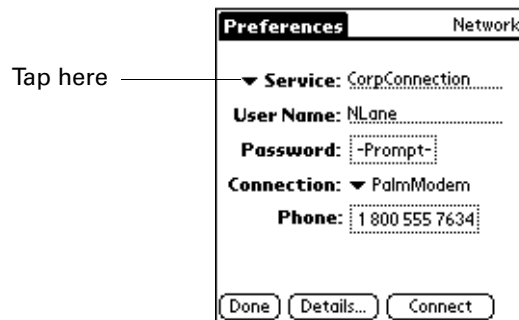 Preferences Network
Tap here
Service: CorpConnection
User Name: NLane
Password: -Prompt-
Connection: PalmModem
Phone: 1 800 555 7634
Done Details... Connect